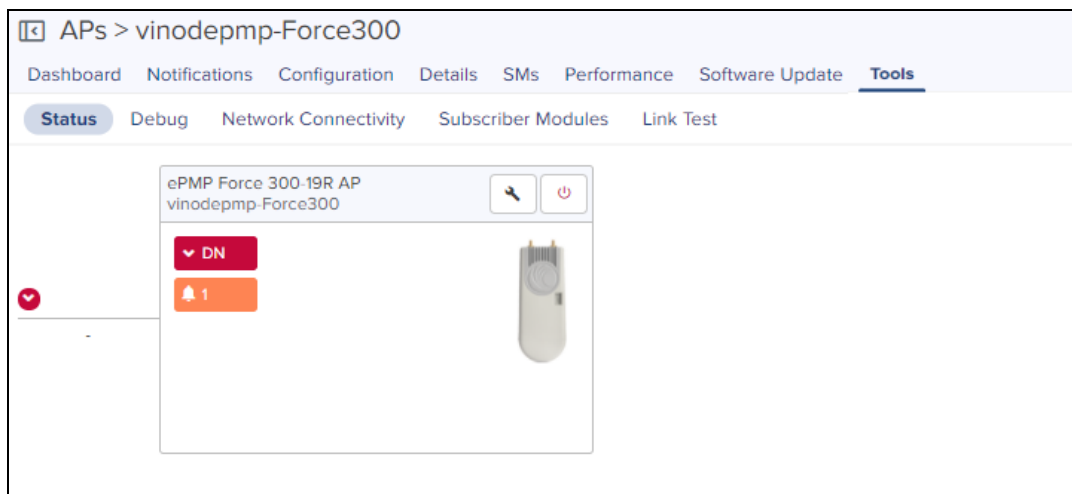 APs > vinodepmp-Force300
Dashboard Notifications Configuration Details SMs Performance Software Update Tools
Status Debug Network Connectivity Subscriber Modules Link Test
ePMP Force 300-19R AP
vinodepmp-Force300
DN
1
-